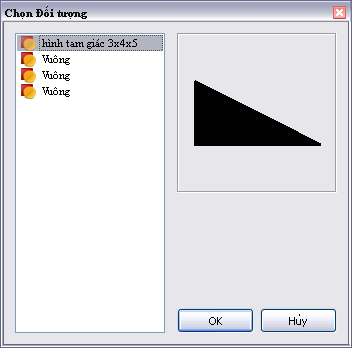 Chọn Đối tượng
hình tam giác 3x4x5
Vuông
Vuông
Vuông
OK
Hủy